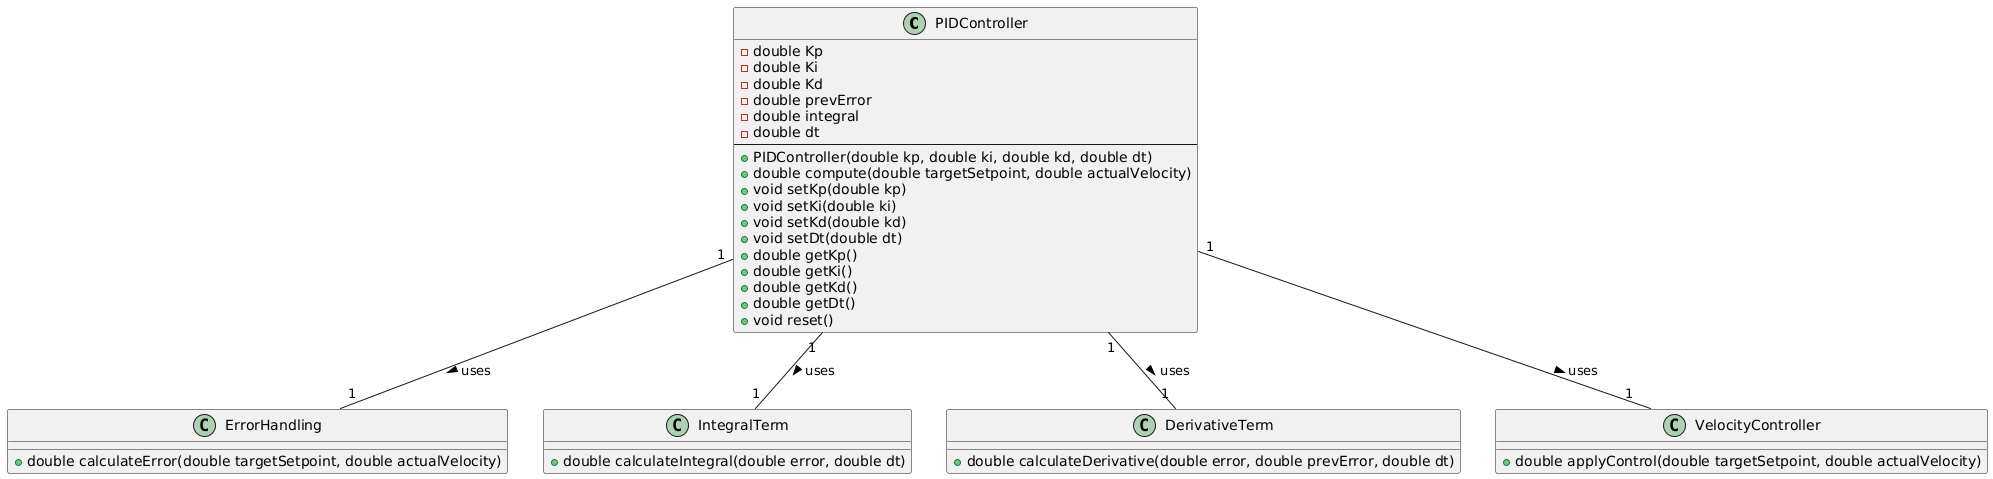 C PIDController
double Kp
double Ki
double Kd
double prevError
double integral
double dt
PIDController(double kp, double ki, double kd, double dt)
double compute(double targetSetpoint, double actualVelocity)
void setKp(double kp)
void setKi(double ki)
void setKd(double kd)
void setDt(double dt)
double getKp()
double getKi()
double getKd()
double getDt()
void reset()
1
1
1
1
uses
uses
uses
uses
1
1
1
1
C ErrorHandling
double calculateError(double targetSetpoint, double actualVelocity)
C IntegralTerm
double calculateIntegral(double error, double dt)
C DerivativeTerm
double calculateDerivative(double error, double prevError, double dt)
C VelocityController
double applyControl(double targetSetpoint, double actualVelocity)